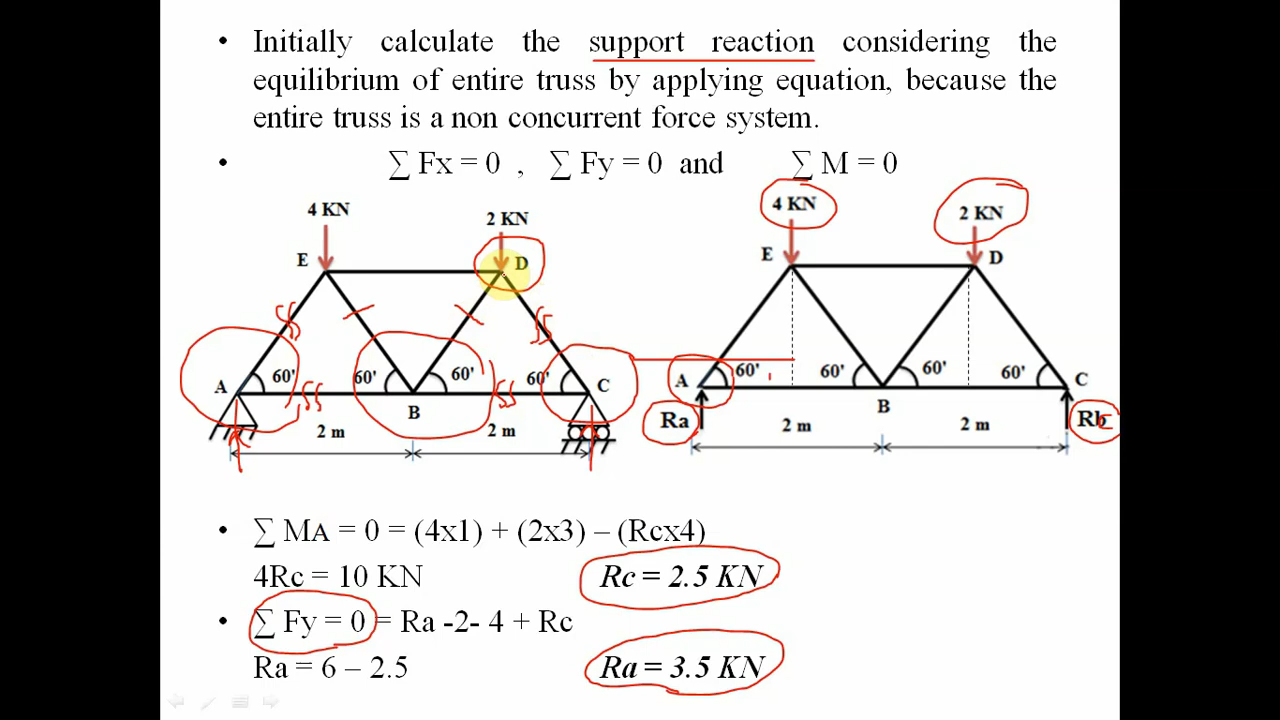 • Initially calculate the support reaction considering the
equilibrium of entire truss by applying equation, because the
entire truss is a non concurrent force system.
• ∑ Fx = 0 , ∑ Fy = 0 and ∑ M = 0
4 KN
2 KN
E
D
A
60'
60'
60'
60'
C
B
2 m
2 m
4 KN
2 KN
E
D
A
60'
60'
60'
60'
C
B
Ra
2 m
2 m
• ∑ MA = 0 = (4x1) + (2x3) – (Rcx4)
4Rc = 10 KN Rc = 2.5 KN
• ∑ Fy = 0 = Ra -2- 4 + Rc
Ra = 6 – 2.5 Ra = 3.5 KN